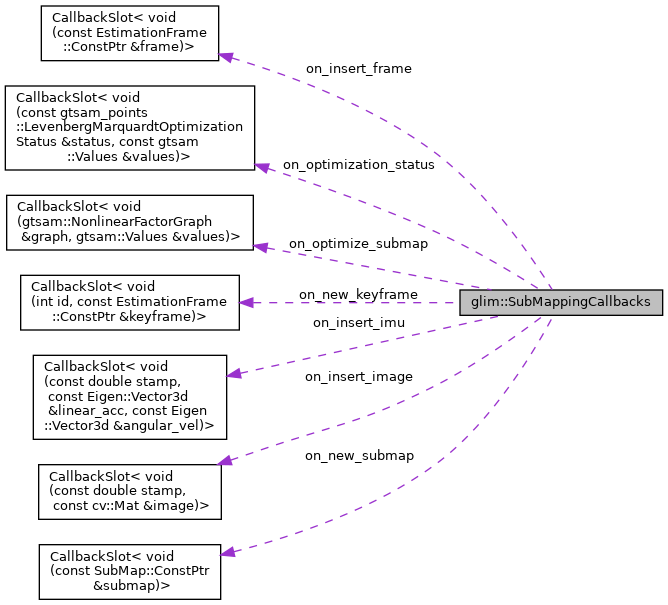 CallbackSlot< void
(const EstimationFrame
::ConstPtr &frame)>
on_insert_frame
CallbackSlot< void
(const gtsam_points
::LevenbergMarquardtOptimization
Status &status, const gtsam
::Values &values)>
on_optimization_status
CallbackSlot< void
(gtsam::NonlinearFactorGraph
&graph, gtsam::Values &values)>
on_optimize_submap
CallbackSlot< void
(int id, const EstimationFrame
::ConstPtr &keyframe)>
on_new_keyframe
glim::SubMappingCallbacks
on_insert_imu
CallbackSlot< void
(const double stamp,
const Eigen::Vector3d
&linear_acc, const Eigen
::Vector3d &angular_vel)>
on_insert_image
CallbackSlot< void
(const double stamp,
const cv::Mat &image)>
on_new_submap
CallbackSlot< void
(const SubMap::ConstPtr
&submap)>